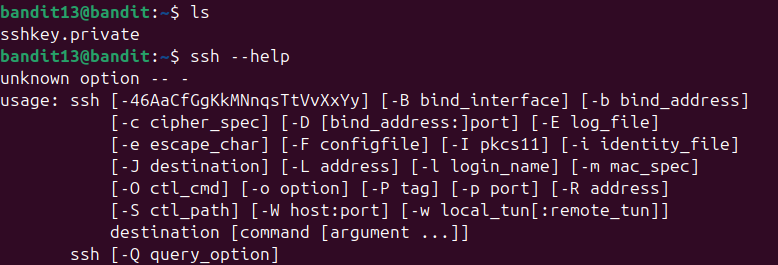 bandit13@bandit:~$ ls
sshkey.private
bandit13@bandit:~$ ssh --help
unknown option -- -
usage: ssh [-46AaCfGgKkMNnqsTtVvXxYy] [-B bind_interface] [-b bind_address]
           [-c cipher_spec] [-D [bind_address:]port] [-E log_file]
           [-e escape_char] [-F configfile] [-I pkcs11] [-i identity_file]
           [-J destination] [-L address] [-l login_name] [-m mac_spec]
           [-O ctl_cmd] [-o option] [-P tag] [-p port] [-R address]
           [-S ctl_path] [-W host:port] [-w local_tun[:remote_tun]]
           destination [command [argument ...]]
       ssh [-Q query_option]